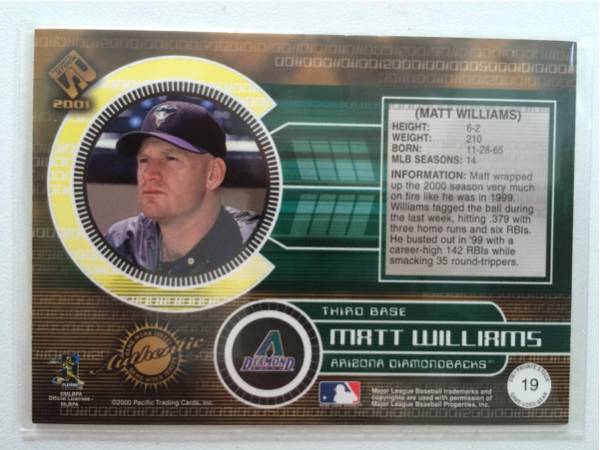 2001
(MATT WILLIAMS)
HEIGHT: 6-2
WEIGHT: 210
BORN: 11-28-65
MLB SEASONS: 14
INFORMATION: Matt wrapped
up the 2000 season very much
on fire like he was in 1999.
Williams tagged the ball during
the last week, hitting .379 with
three home runs and six RBIs.
He busted out in '99 with a
career-high 142 RBIs while
smacking 35 round-trippers.
THIRD BASE
MATT WILLIAMS
ARIZONA DIAMONDBACKS™
Authentic
A
DIAMOND
19
©2000 Pacific Trading Cards, Inc.
Official Licensee -
MLBPA
Major League Baseball trademarks and
copyrights are used with permission of
Major League Baseball Properties, Inc.